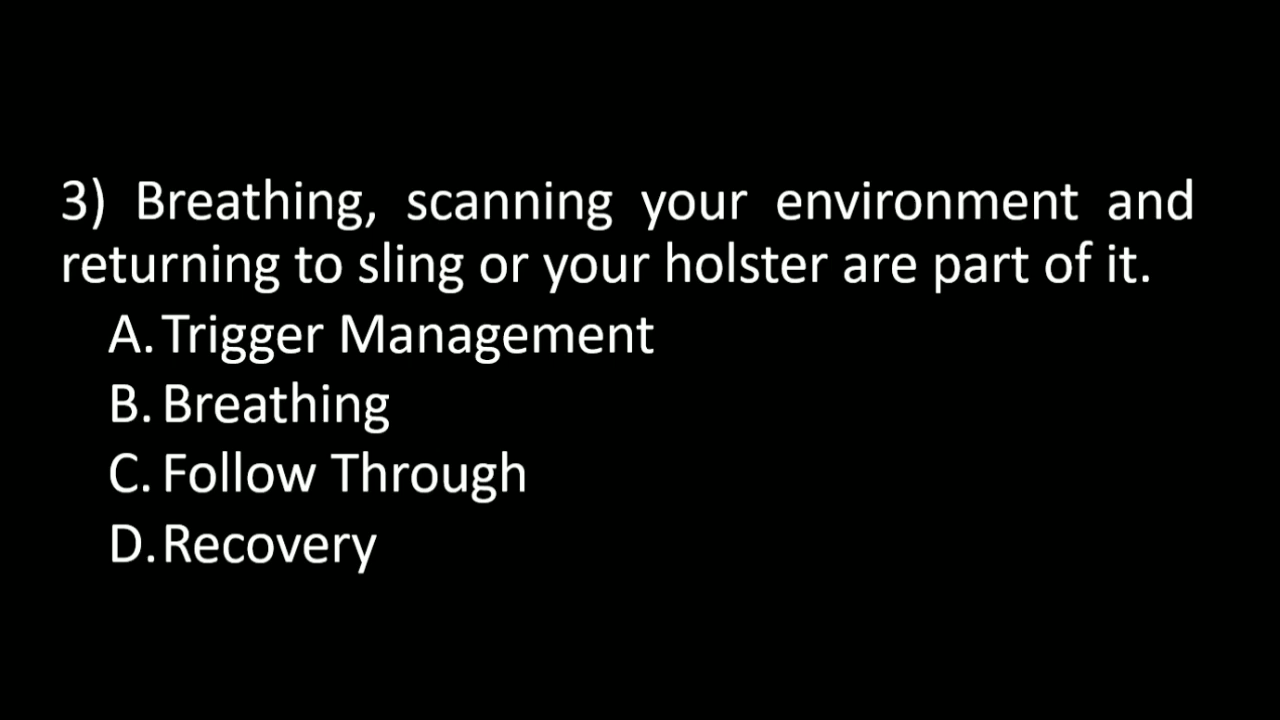 3) Breathing, scanning your environment and
returning to sling or your holster are part of it.
A. Trigger Management
B. Breathing
C. Follow Through
D. Recovery